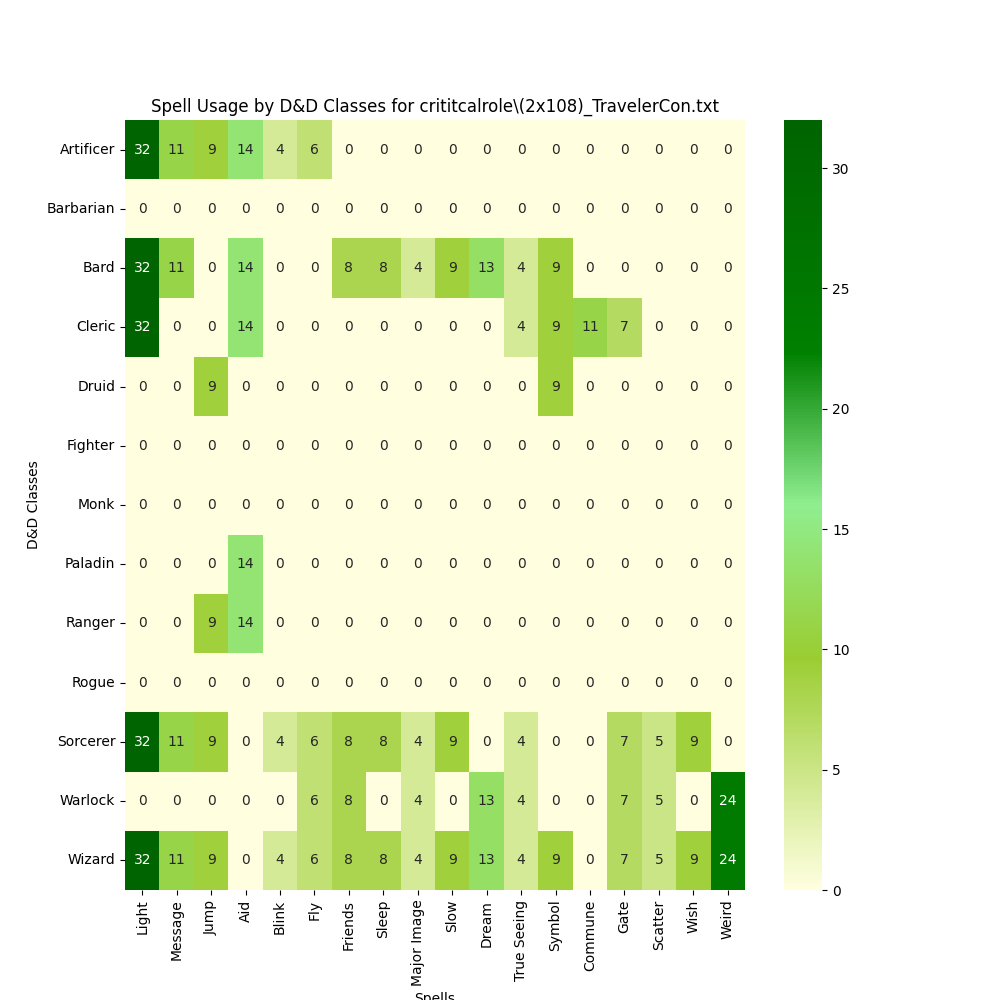 Spell Usage by D&D Classes for crititcalrole\(2x108)_TravelerCon.txt
Artificer 32 11 9 14 4 6 0 0 0 0 0 0 0 0 0 0 0 0
Barbarian 0 0 0 0 0 0 0 0 0 0 0 0 0 0 0 0 0 0
Bard 32 11 0 14 0 0 8 8 4 9 13 4 9 0 0 0 0 0
Cleric 32 0 0 14 0 0 0 0 0 0 0 4 9 11 7 0 0 0
Druid 0 0 9 0 0 0 0 0 0 0 0 0 9 0 0 0 0 0
Fighter 0 0 0 0 0 0 0 0 0 0 0 0 0 0 0 0 0 0
Monk 0 0 0 0 0 0 0 0 0 0 0 0 0 0 0 0 0 0
Paladin 0 0 0 14 0 0 0 0 0 0 0 0 0 0 0 0 0 0
Ranger 0 0 9 14 0 0 0 0 0 0 0 0 0 0 0 0 0 0
Rogue 0 0 0 0 0 0 0 0 0 0 0 0 0 0 0 0 0 0
Sorcerer 32 11 9 0 4 6 8 8 4 9 0 4 0 0 7 5 9 0
Warlock 0 0 0 0 0 6 8 0 4 0 13 4 0 0 7 5 0 24
Wizard 32 11 9 0 4 6 8 8 4 9 13 4 9 0 7 5 9 24
D&D Classes
Light
Message
Jump
Aid
Blink
Fly
Friends
Sleep
Major Image
Slow
Dream
True Seeing
Symbol
Commune
Gate
Scatter
Wish
Weird
Spells
30
25
20
15
10
5
0